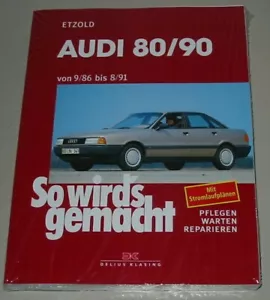 ETZOLD
AUDI 80/90
von 9/86 bis 8/91
So wird's
gemacht
Mit
Stromlaufplänen
PFLEGEN
WARTEN
REPARIEREN
DELIUS KLASING